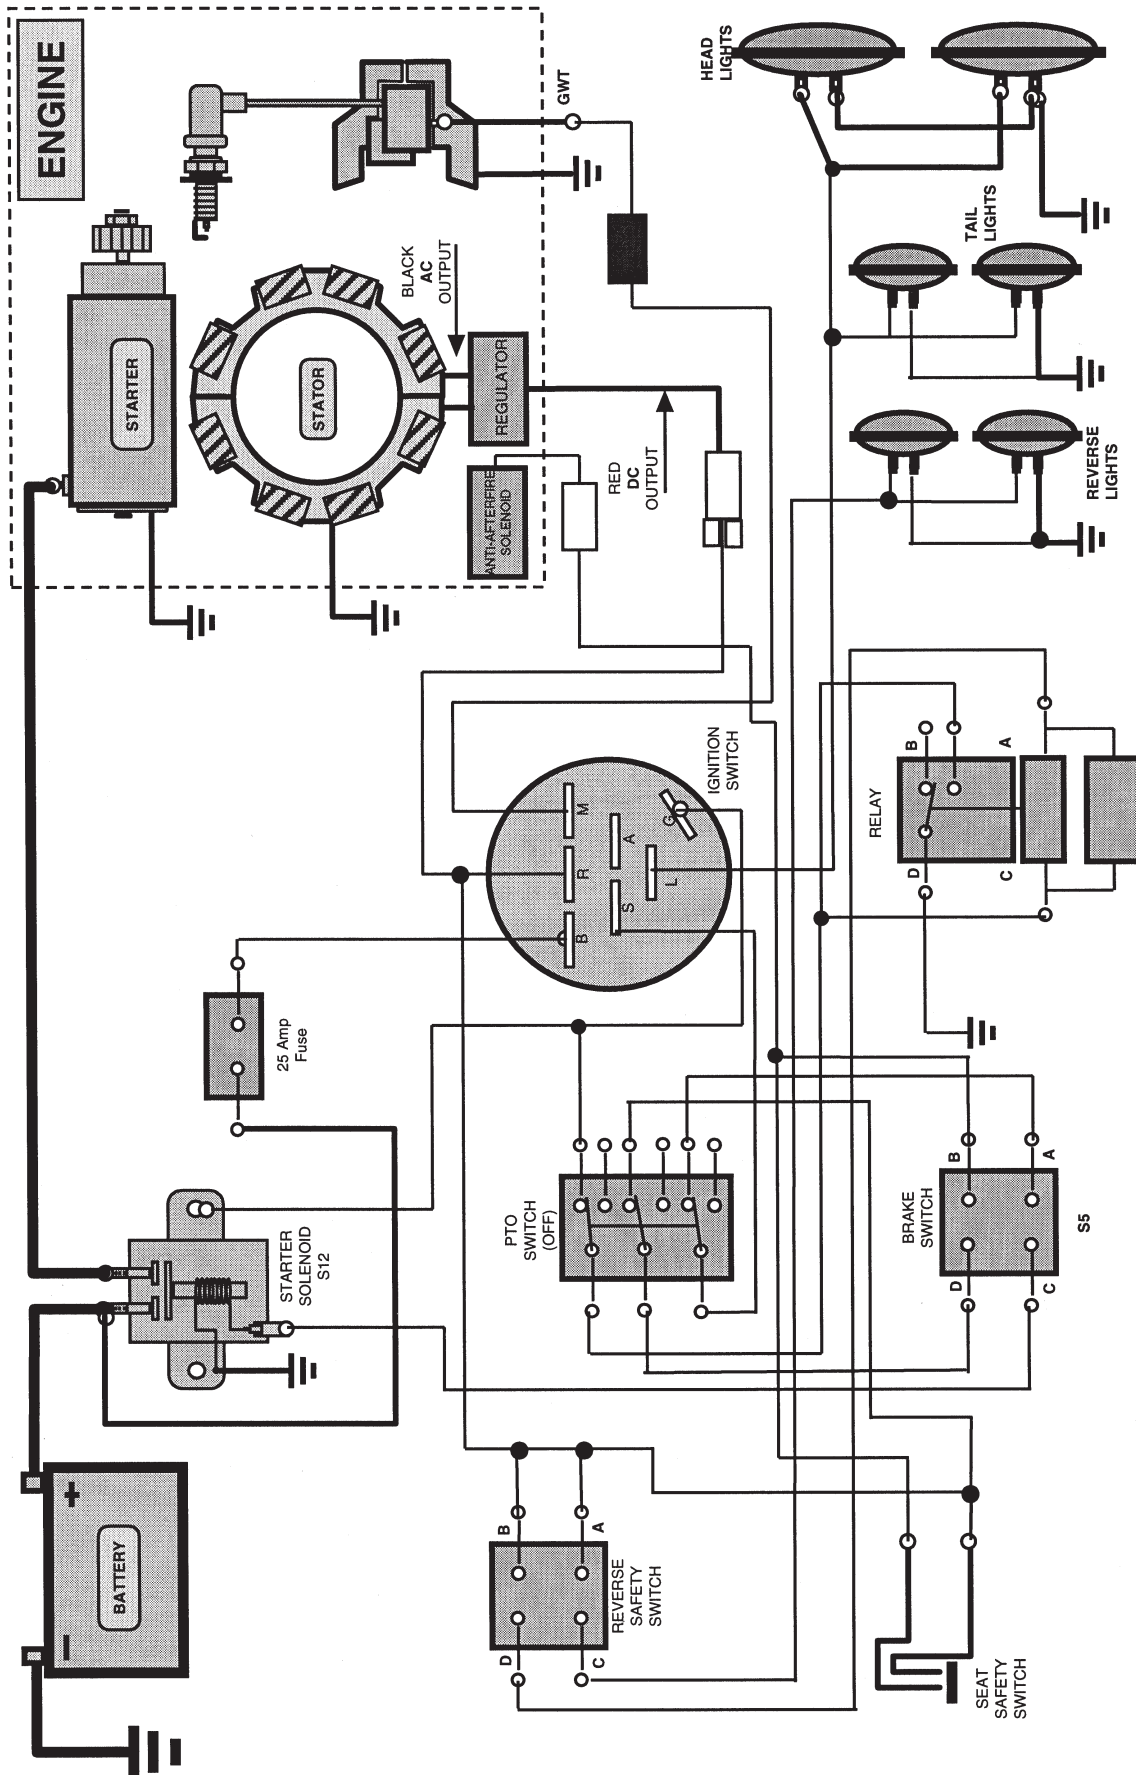 ENGINE
STARTER
STATOR
BLACK
AC
OUTPUT
GWT
REGULATOR
ANTI-AFTERFIRE
SOLENOID
RED
DC
OUTPUT
HEAD
LIGHTS
TAIL
LIGHTS
REVERSE
LIGHTS
IGNITION
SWITCH
B
R
M
S
A
L
G
25 Amp
Fuse
STARTER
SOLENOID
S12
BATTERY
+
–
PTO
SWITCH
(OFF)
RELAY
B
A
D
C
BRAKE
SWITCH
B
A
D
C
S5
REVERSE
SAFETY
SWITCH
B
A
D
C
SEAT
SAFETY
SWITCH